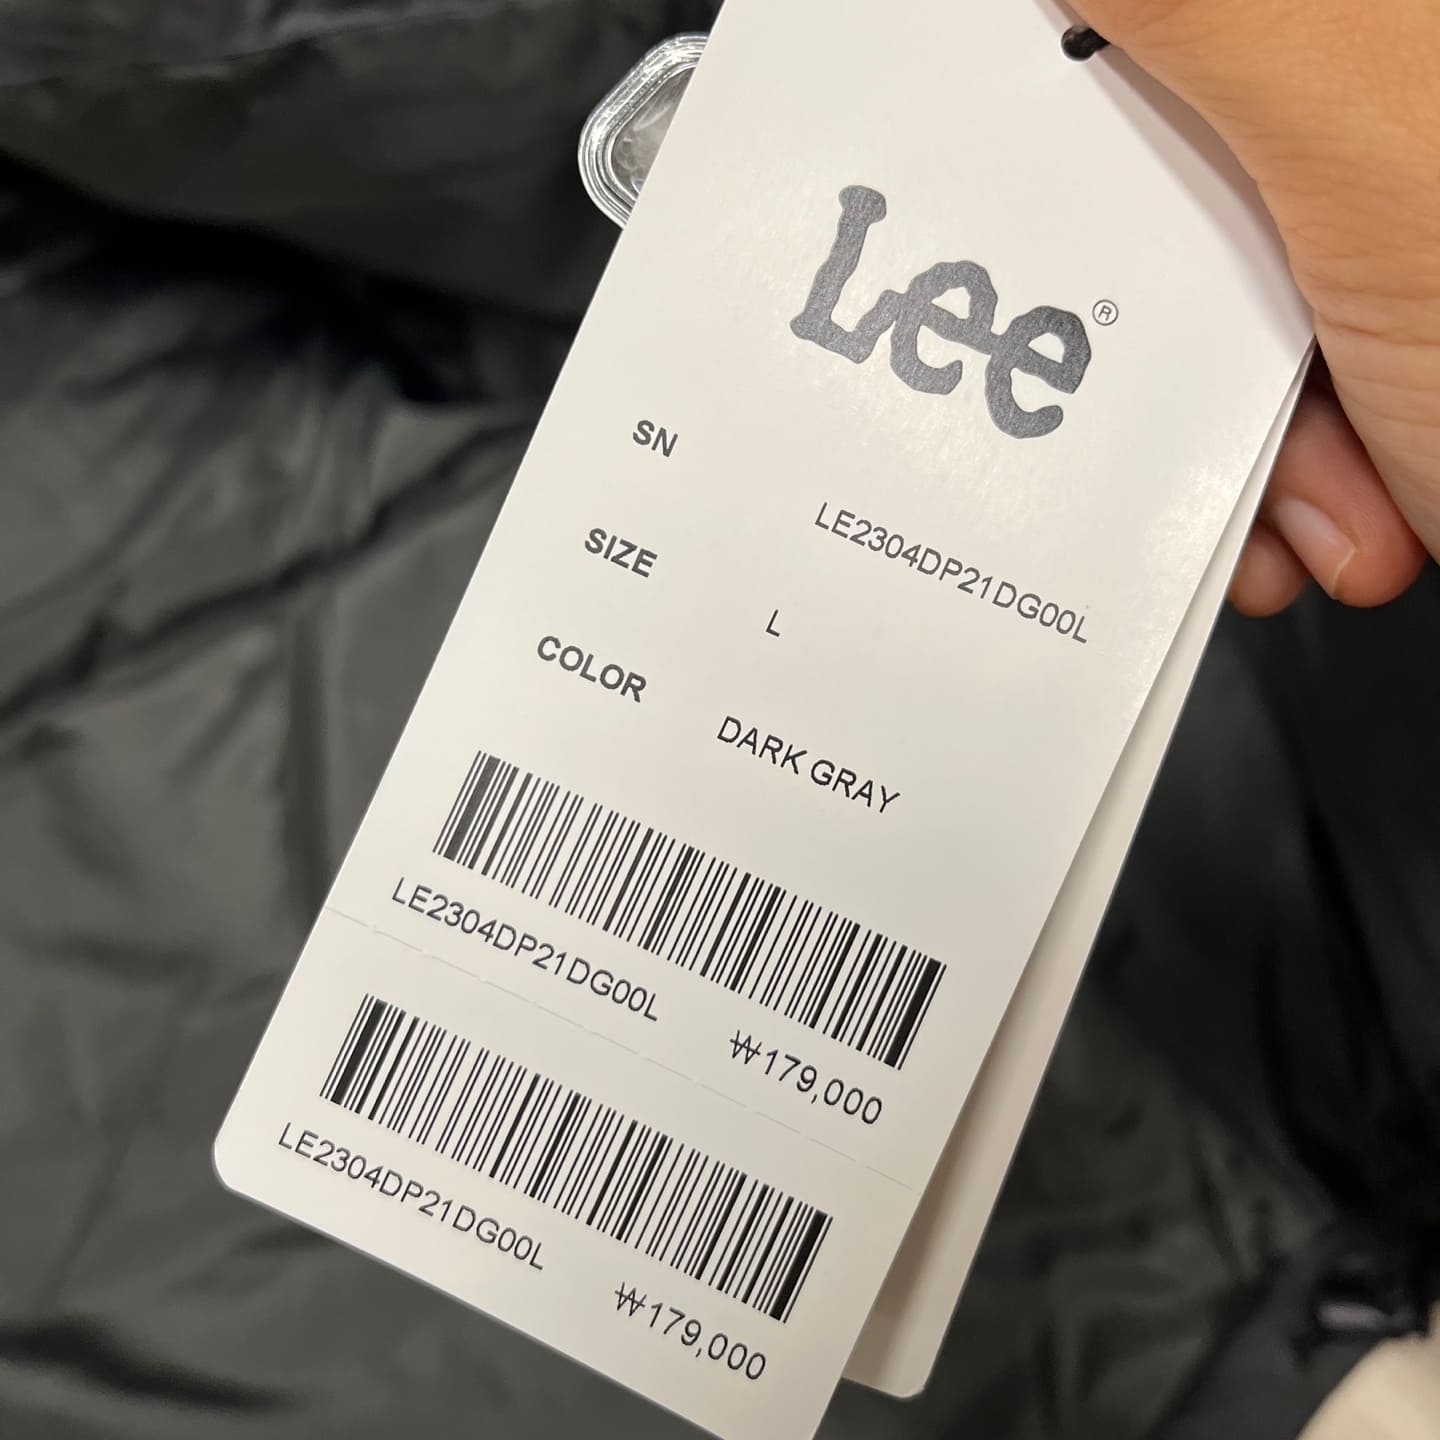 Lee®
SN LE2304DP21DG00L
SIZE L
COLOR DARK GRAY
LE2304DP21DG00L
₩179,000
LE2304DP21DG00L
₩179,000